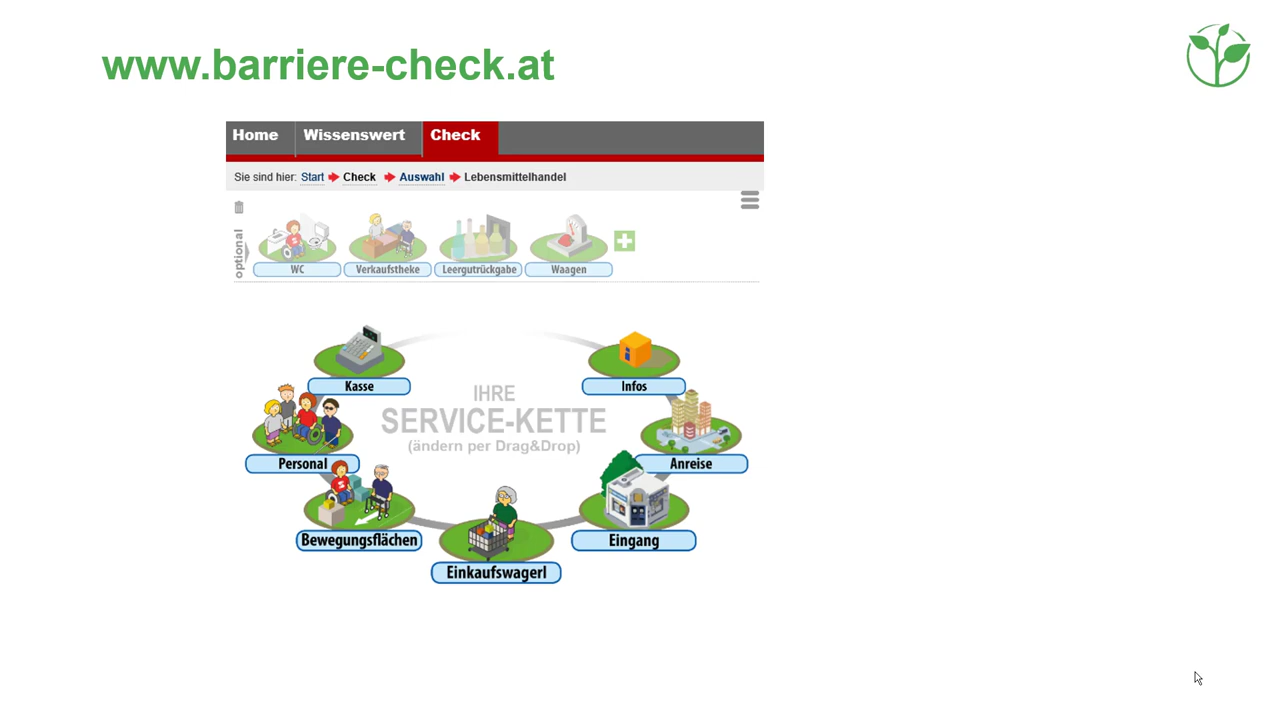 www.barriere-check.at
Home Wissenswert Check
Sie sind hier: Start Check Auswahl Lebensmittelhandel
optional
WC Verkaufstheke Leergutrückgabe Waagen
Kasse
Infos
IHRE
SERVICE-KETTE
(ändern per Drag&Drop)
Personal
Anreise
Bewegungsflächen
Eingang
Einkaufswagerl